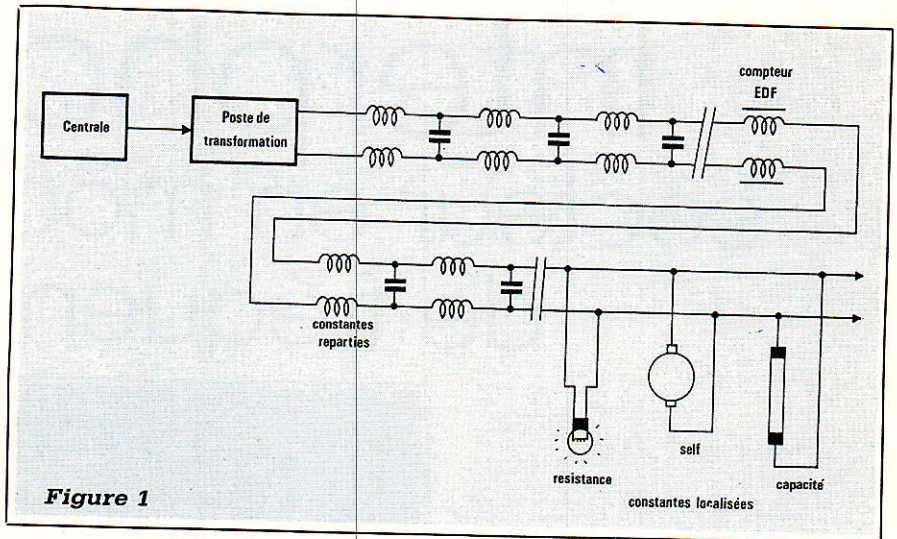 compteur
EDF
Centrale
Poste de
transformation
constantes
reparties
resistance
self
capacité
constantes localisées
Figure 1